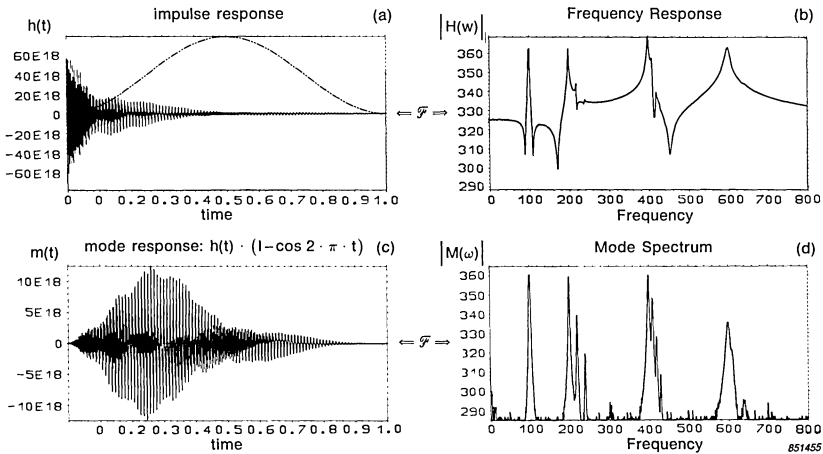 impulse response (a)
h(t)
60E18
40E18
20E18
0
-20E18
-40E18
-60E18
0 0.2 0.3 0.4 0.5 0.6 0.7 0.8 0.9 1.0
time
⇐ ℱ ⇒
Frequency Response (b)
|H(w)|
360
350
340
330
320
310
300
290
0 100 200 300 400 500 600 700 800
Frequency
mode response: h(t) · (1-cos 2 · π · t) (c)
m(t)
10E18
5E18
0
-5E18
-10E18
0 0.2 0.3 0.4 0.5 0.6 0.7 0.8 0.9 1.0
time
⇐ ℱ ⇒
Mode Spectrum (d)
|M(ω)|
360
350
340
330
320
310
300
290
0 100 200 300 400 500 600 700 800
Frequency
851455